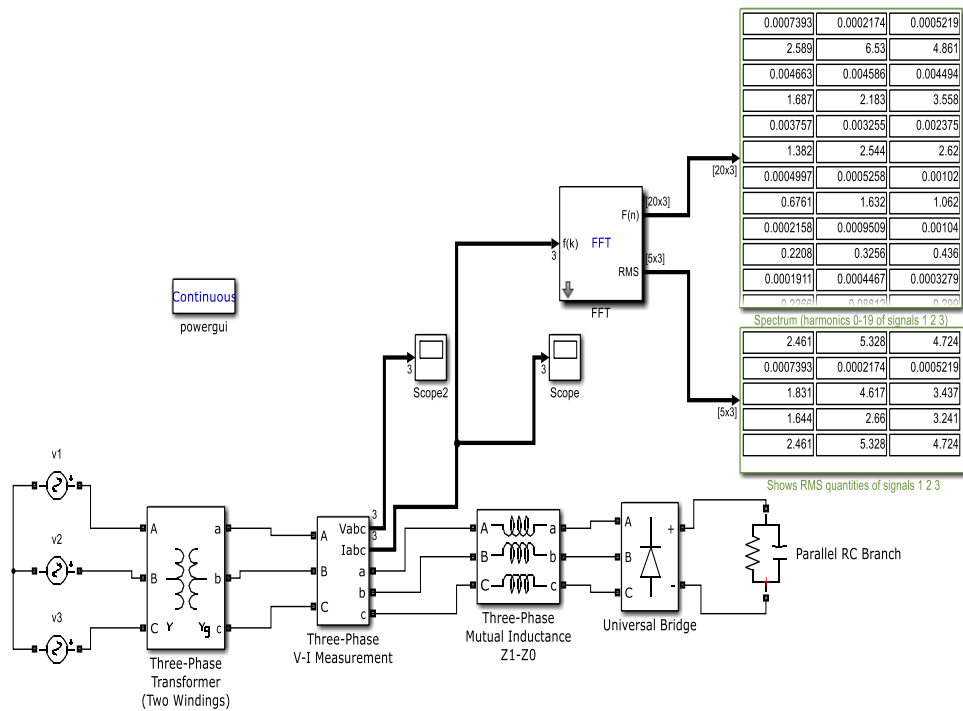 0.0007393 0.0002174 0.0005219
2.589 6.53 4.861
0.004663 0.004586 0.004494
1.687 2.183 3.558
0.003757 0.003255 0.002375
1.382 2.544 2.62
0.0004997 0.0005258 0.00102
0.6761 1.632 1.062
0.0002158 0.0009509 0.00104
0.2208 0.3256 0.436
0.0001911 0.0004467 0.0003279
Spectrum (harmonics 0-19 of signals 1 2 3)
[20x3]
[20x3]
F(n)
f(k)
3
FFT
[5x3]
RMS
FFT
Continuous
powergui
3
Scope2
3
Scope
2.461 5.328 4.724
0.0007393 0.0002174 0.0005219
1.831 4.617 3.437
1.644 2.66 3.241
2.461 5.328 4.724
[5x3]
Shows RMS quantities of signals 1 2 3
v1
v2
v3
A a
B b
C Y Yg c
Three-Phase
Transformer
(Two Windings)
3
Vabc
3
A
Iabc
a
B
b
C
c
Three-Phase
V-I Measurement
A a
B b
C c
Three-Phase
Mutual Inductance
Z1-Z0
A +
B
C -
Universal Bridge
Parallel RC Branch